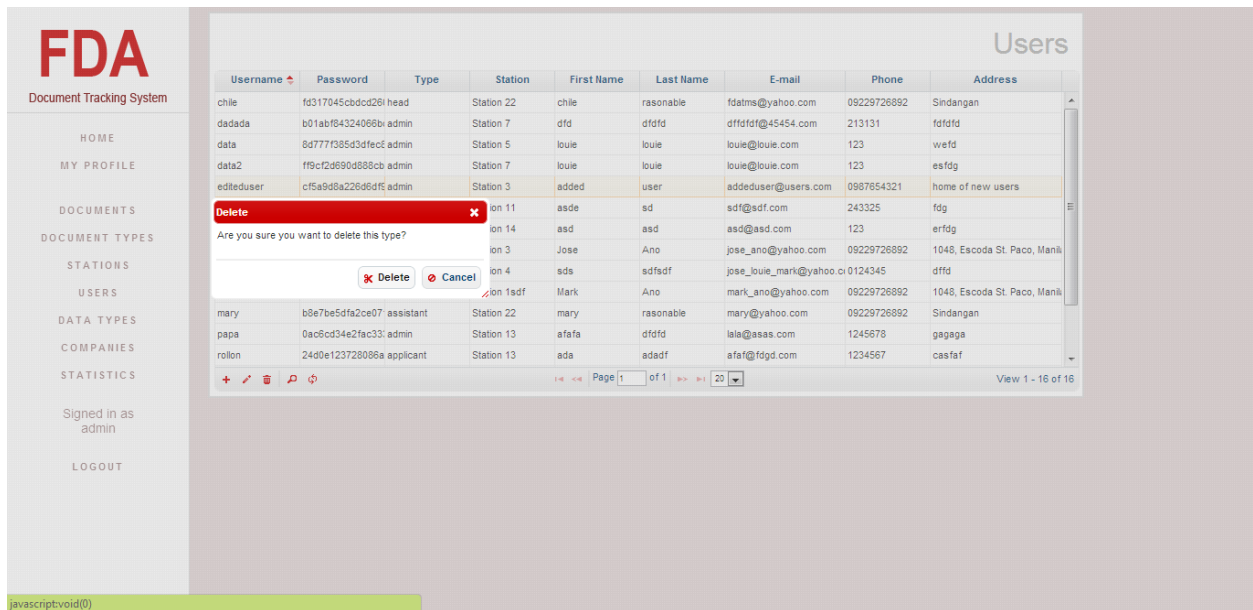 FDA
Document Tracking System
HOME
MY PROFILE
DOCUMENTS
DOCUMENT TYPES
STATIONS
USERS
DATA TYPES
COMPANIES
STATISTICS
Signed in as
admin
LOGOUT
Users
Username Password Type Station First Name Last Name E-mail Phone Address
chile fd317045cbdcd26 head Station 22 chile rasonable fdatms@yahoo.com 09229726892 Sindangan
dadada b01abf84324066b admin Station 7 dfd dfdfd dffdfdf@45454.com 213131 fdfdfd
data 8d777f385d3dfec8 admin Station 5 louie louie louie@louie.com 123 wefd
data2 ff9cf2d690d888cb admin Station 7 louie louie louie@louie.com 123 esfdg
editeduser cf5a9d8a226d6df9 admin Station 3 added user addeduser@users.com 0987654321 home of new users
ion 11 asde sd sdf@sdf.com 243325 fdg
ion 14 asd asd asd@asd.com 123 erfdg
ion 3 Jose Ano jose_ano@yahoo.com 09229726892 1048, Escoda St. Paco, Manil
ion 4 sds sdfsdf jose_louie_mark@yahoo.c 0124345 dffd
ion 1sdf Mark Ano mark_ano@yahoo.com 09229726892 1048, Escoda St. Paco, Manil
mary b8e7be5dfa2ce07 assistant Station 22 mary rasonable mary@yahoo.com 09229726892 Sindangan
papa 0ac6cd34e2fac33 admin Station 13 afafa dfdfd lala@asas.com 1245678 gagaga
rollon 24d0e123728086a applicant Station 13 ada adadf afaf@fdgd.com 1234567 casfaf
Delete
Are you sure you want to delete this type?
Delete Cancel
Page 1 of 1 20 View 1 - 16 of 16
javascript:void(0)